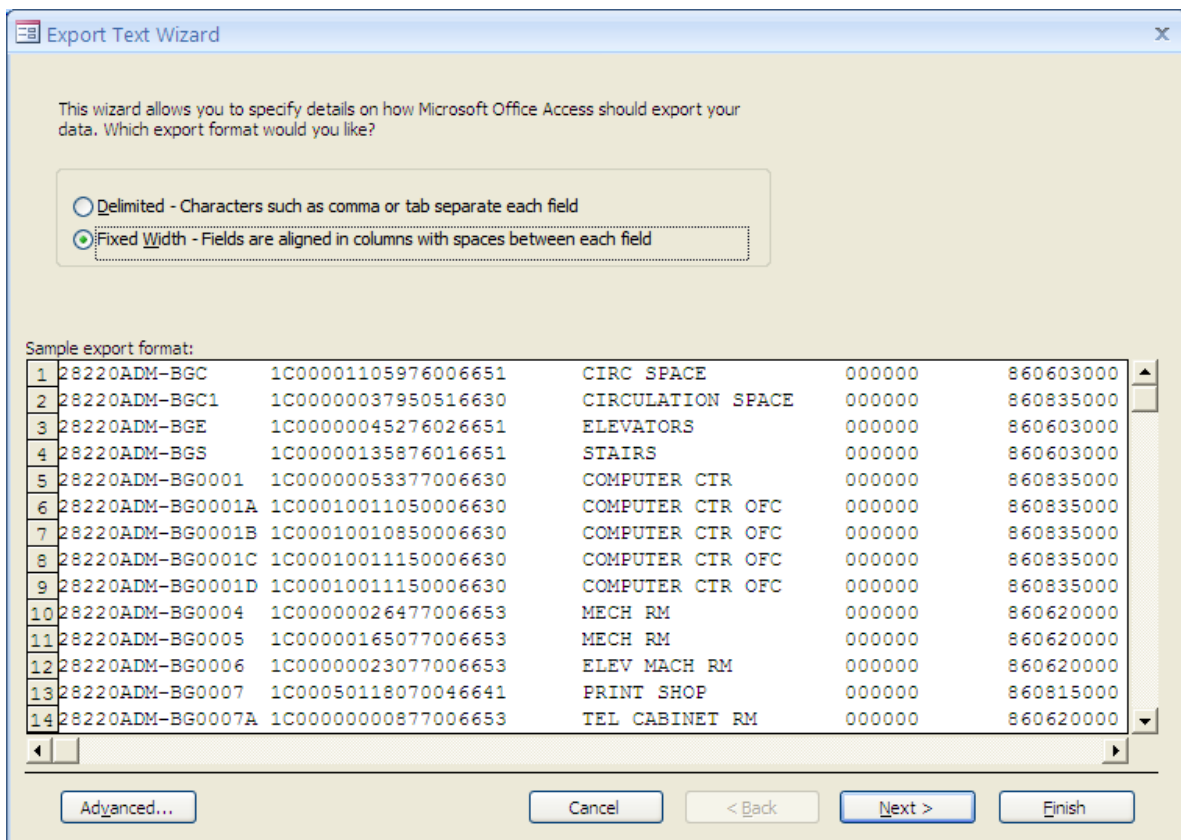 Export Text Wizard x
This wizard allows you to specify details on how Microsoft Office Access should export your
data. Which export format would you like?
Delimited - Characters such as comma or tab separate each field
Fixed Width - Fields are aligned in columns with spaces between each field
Sample export format:
1 28220ADM-BGC 1C00001105976006651 CIRC SPACE 000000 860603000
2 28220ADM-BGC1 1C00000037950516630 CIRCULATION SPACE 000000 860835000
3 28220ADM-BGE 1C00000045276026651 ELEVATORS 000000 860603000
4 28220ADM-BGS 1C00000135876016651 STAIRS 000000 860603000
5 28220ADM-BG0001 1C00000053377006630 COMPUTER CTR 000000 860835000
6 28220ADM-BG0001A 1C00010011050006630 COMPUTER CTR OFC 000000 860835000
7 28220ADM-BG0001B 1C00010010850006630 COMPUTER CTR OFC 000000 860835000
8 28220ADM-BG0001C 1C00010011150006630 COMPUTER CTR OFC 000000 860835000
9 28220ADM-BG0001D 1C00010011150006630 COMPUTER CTR OFC 000000 860835000
10 28220ADM-BG0004 1C00000026477006653 MECH RM 000000 860620000
11 28220ADM-BG0005 1C00000165077006653 MECH RM 000000 860620000
12 28220ADM-BG0006 1C00000023077006653 ELEV MACH RM 000000 860620000
13 28220ADM-BG0007 1C00050118070046641 PRINT SHOP 000000 860815000
14 28220ADM-BG0007A 1C00000000877006653 TEL CABINET RM 000000 860620000
Advanced... Cancel < Back Next > Finish